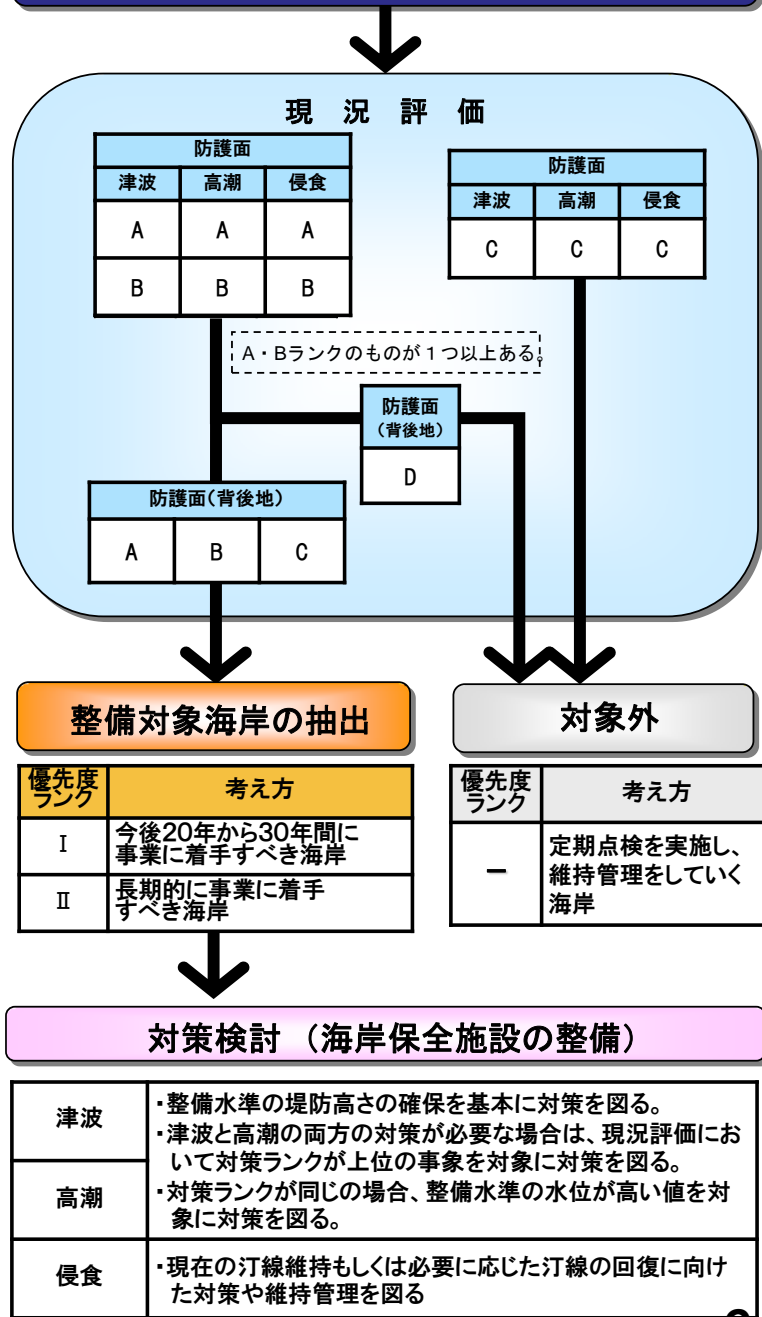 現 況 評 価
防護面
津波 高潮 侵食
A A A
B B B
防護面
津波 高潮 侵食
C C C
A・Bランクのものが１つ以上ある。
防護面
（背後地）
D
防護面（背後地）
A B C
整備対象海岸の抽出
優先度
ランク
考え方
Ⅰ
今後20年から30年間に
事業に着手すべき海岸
Ⅱ
長期的に事業に着手
すべき海岸
対象外
優先度
ランク
考え方
－
定期点検を実施し、
維持管理をしていく
海岸
対策検討 （海岸保全施設の整備）
津波
高潮
・整備水準の堤防高さの確保を基本に対策を図る。
・津波と高潮の両方の対策が必要な場合は、現況評価にお
いて対策ランクが上位の事象を対象に対策を図る。
・対策ランクが同じの場合、整備水準の水位が高い値を対
象に対策を図る。
侵食
・現在の汀線維持もしくは必要に応じた汀線の回復に向け
た対策や維持管理を図る